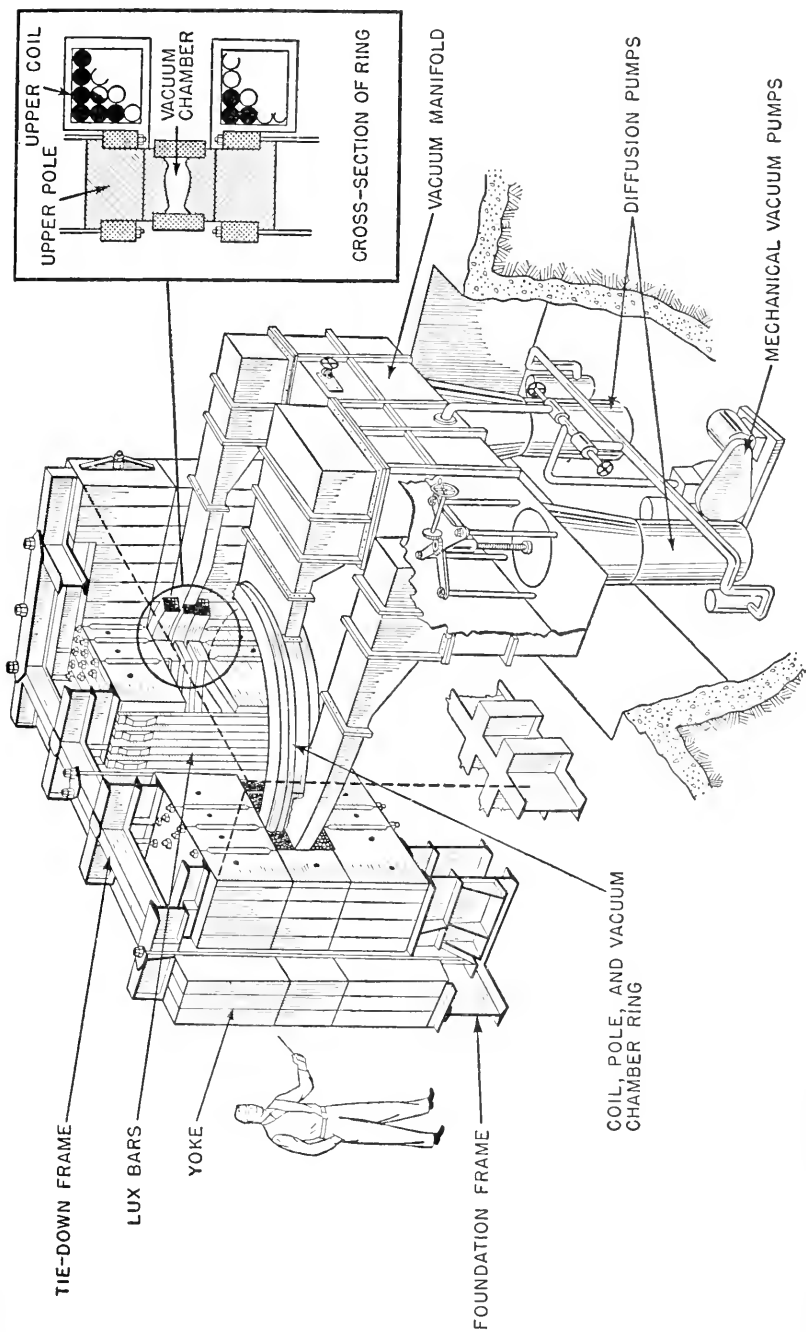 TIE-DOWN FRAME
LUX BARS
YOKE
FOUNDATION FRAME
COIL, POLE, AND VACUUM
CHAMBER RING
UPPER POLE
UPPER COIL
VACUUM
CHAMBER
CROSS-SECTION OF RING
VACUUM MANIFOLD
DIFFUSION PUMPS
MECHANICAL VACUUM PUMPS